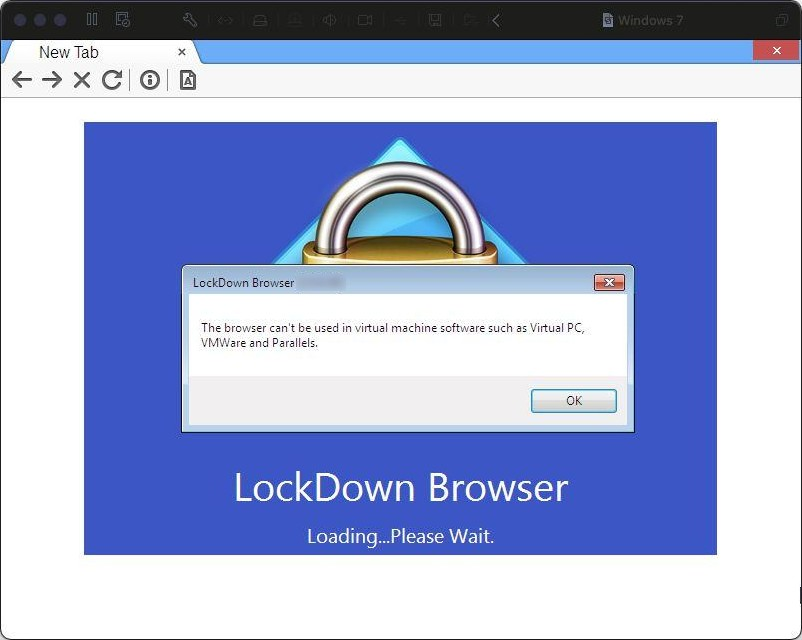 Windows 7
New Tab
LockDown Browser
The browser can't be used in virtual machine software such as Virtual PC,
VMWare and Parallels.
OK
LockDown Browser
Loading...Please Wait.